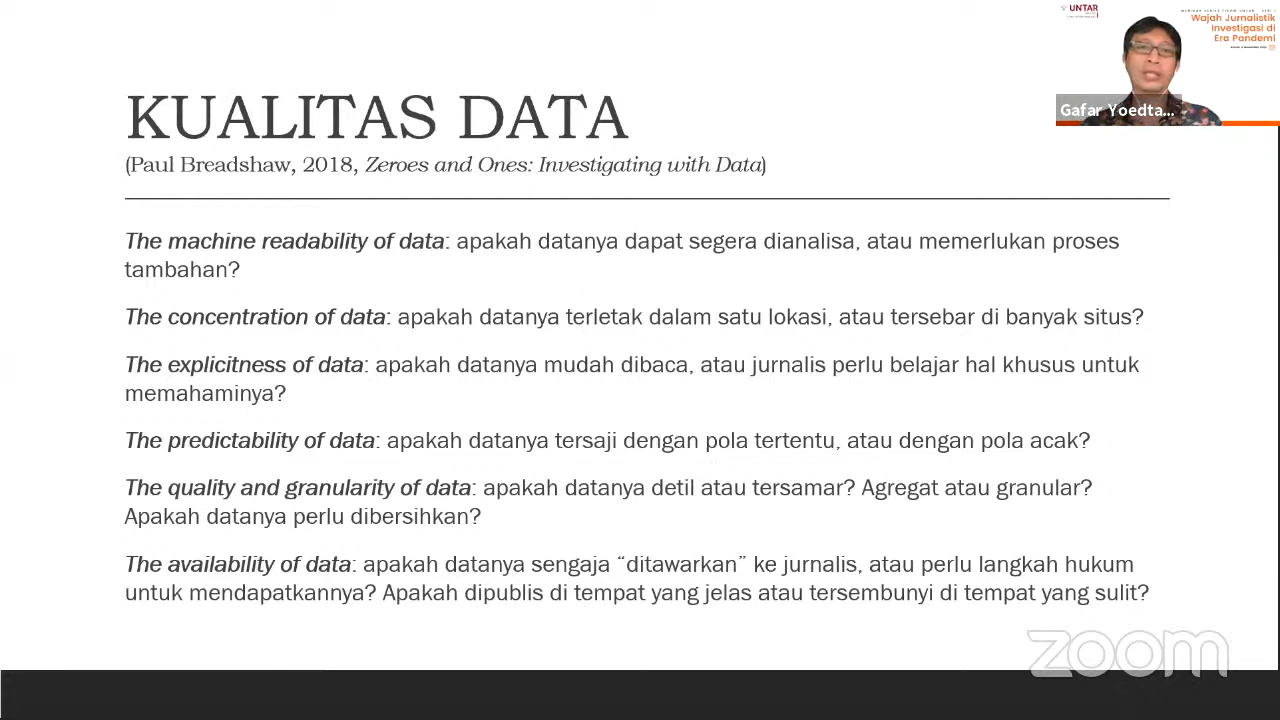 UNTAR
Wajah Jurnalistik
Investigasi di
Era Pandemi
Gafar Yoedta...
KUALITAS DATA
(Paul Breadshaw, 2018, Zeroes and Ones: Investigating with Data)
The machine readability of data: apakah datanya dapat segera dianalisa, atau memerlukan proses
tambahan?
The concentration of data: apakah datanya terletak dalam satu lokasi, atau tersebar di banyak situs?
The explicitness of data: apakah datanya mudah dibaca, atau jurnalis perlu belajar hal khusus untuk
memahaminya?
The predictability of data: apakah datanya tersaji dengan pola tertentu, atau dengan pola acak?
The quality and granularity of data: apakah datanya detil atau tersamar? Agregat atau granular?
Apakah datanya perlu dibersihkan?
The availability of data: apakah datanya sengaja “ditawarkan” ke jurnalis, atau perlu langkah hukum
untuk mendapatkannya? Apakah dipublis di tempat yang jelas atau tersembunyi di tempat yang sulit?
zoom